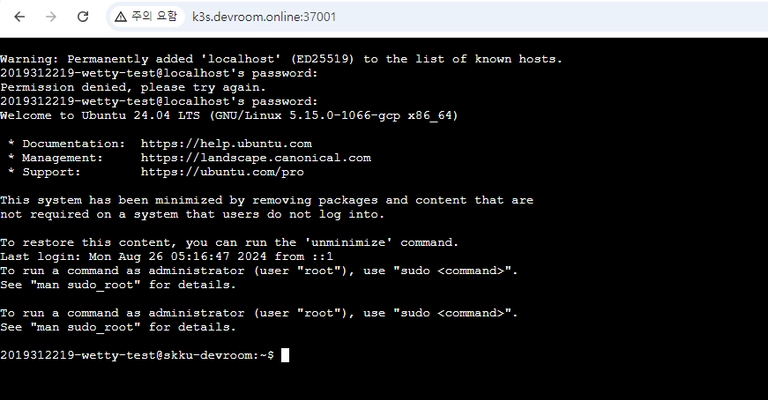 주의 요함 k3s.devroom.online:37001
Warning: Permanently added 'localhost' (ED25519) to the list of known hosts.
2019312219-wetty-test@localhost's password:
Permission denied, please try again.
2019312219-wetty-test@localhost's password:
Welcome to Ubuntu 24.04 LTS (GNU/Linux 5.15.0-1066-gcp x86_64)
* Documentation: https://help.ubuntu.com
* Management: https://landscape.canonical.com
* Support: https://ubuntu.com/pro
This system has been minimized by removing packages and content that are
not required on a system that users do not log into.
To restore this content, you can run the 'unminimize' command.
Last login: Mon Aug 26 05:16:47 2024 from ::1
To run a command as administrator (user "root"), use "sudo <command>".
See "man sudo_root" for details.
To run a command as administrator (user "root"), use "sudo <command>".
See "man sudo_root" for details.
2019312219-wetty-test@skku-devroom:~$